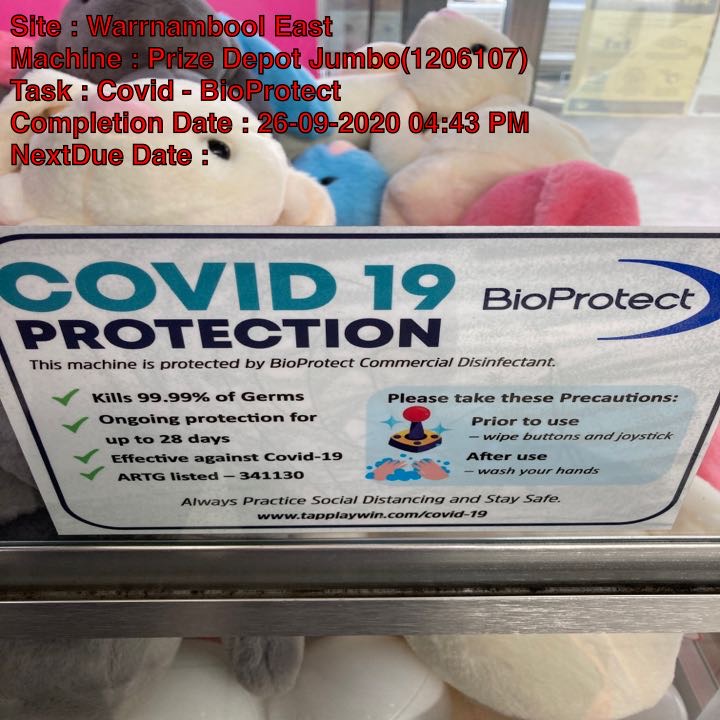 Site : Warrnambool East
Machine : Prize Depot Jumbo(1206107)
Task : Covid - BioProtect
Completion Date : 26-09-2020 04:43 PM
NextDue Date :
COVID 19
PROTECTION
BioProtect
This machine is protected by BioProtect Commercial Disinfectant.
Kills 99.99% of Germs
Ongoing protection for
up to 28 days
Effective against Covid-19
ARTG listed – 341130
Please take these Precautions:
Prior to use
– wipe buttons and joystick
After use
– wash your hands
Always Practice Social Distancing and Stay Safe.
www.tapplaywin.com/covid-19